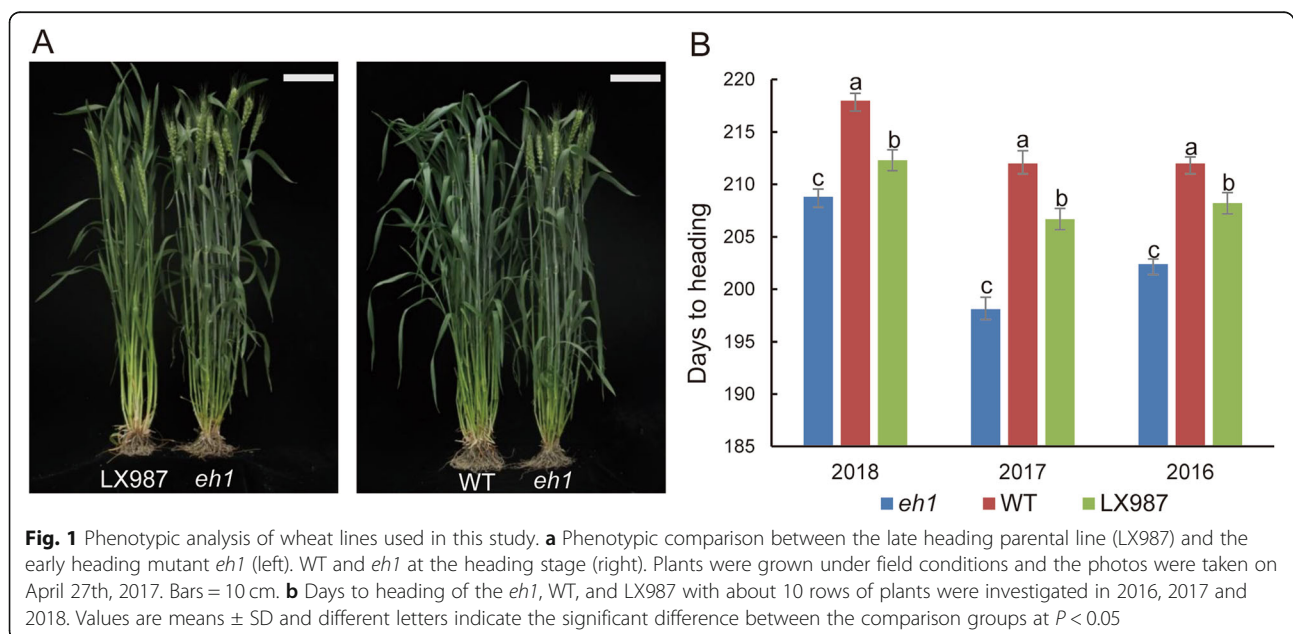 A
LX987 eh1
WT eh1
B
Days to heading
220
215
210
205
200
195
190
185
c
a
b
c
a
b
c
a
b
2018 2017 2016
eh1 WT LX987
Fig. 1 Phenotypic analysis of wheat lines used in this study. a Phenotypic comparison between the late heading parental line (LX987) and the
early heading mutant eh1 (left). WT and eh1 at the heading stage (right). Plants were grown under field conditions and the photos were taken on
April 27th, 2017. Bars = 10 cm. b Days to heading of the eh1, WT, and LX987 with about 10 rows of plants were investigated in 2016, 2017 and
2018. Values are means ± SD and different letters indicate the significant difference between the comparison groups at P < 0.05